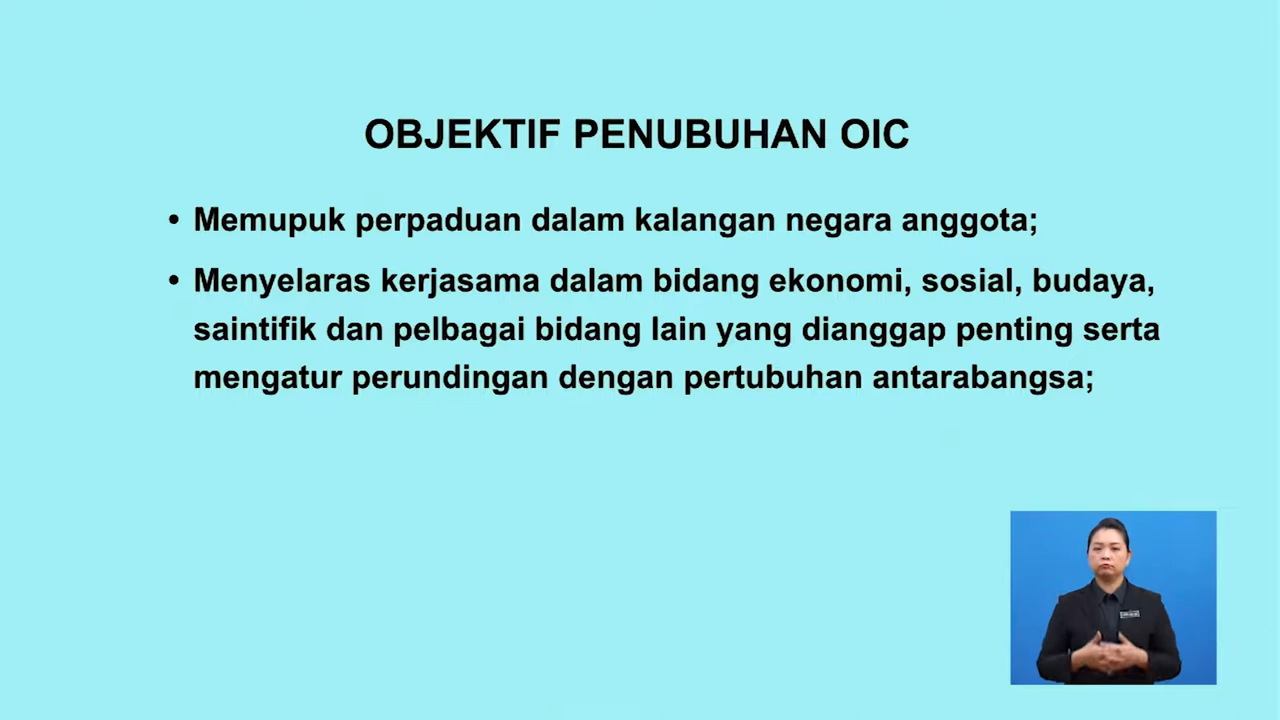 OBJEKTIF PENUBUHAN OIC
• Memupuk perpaduan dalam kalangan negara anggota;
• Menyelaras kerjasama dalam bidang ekonomi, sosial, budaya,
saintifik dan pelbagai bidang lain yang dianggap penting serta
mengatur perundingan dengan pertubuhan antarabangsa;